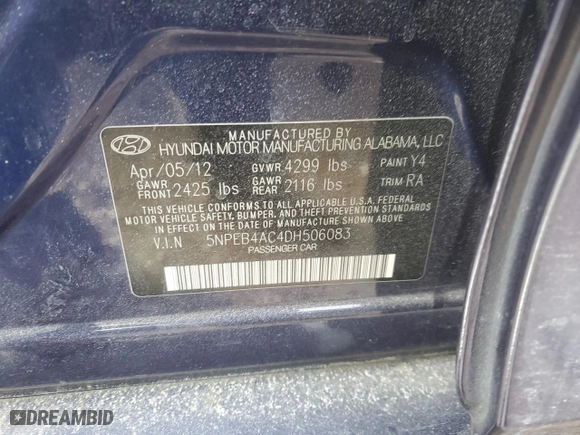 MANUFACTURED BY
HYUNDAI MOTOR MANUFACTURING ALABAMA, LLC
Apr/05/12 GVWR 4299 lbs PAINT Y4
GAWR FRONT 2425 lbs GAWR REAR 2116 lbs TRIM RA
THIS VEHICLE CONFORMS TO ALL APPLICABLE U.S.A. FEDERAL
MOTOR VEHICLE SAFETY, BUMPER, AND THEFT PREVENTION STANDARDS
IN EFFECT ON THE DATE OF MANUFACTURE SHOWN ABOVE.
V.I.N 5NPEB4AC4DH506083
PASSENGER CAR
DREAMBID